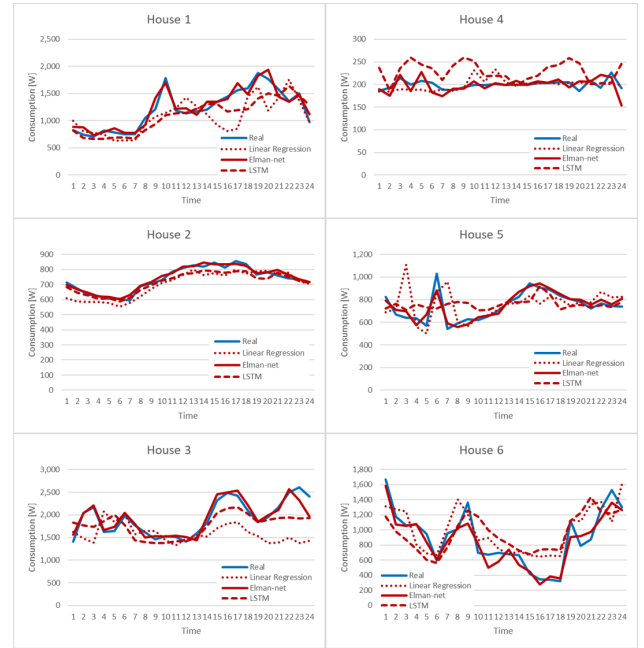 House 1
Consumption [W]
2,500
2,000
1,500
1,000
500
0
1 2 3 4 5 6 7 8 9 10 11 12 13 14 15 16 17 18 19 20 21 22 23 24
Time
Real
Linear Regression
Elman-net
LSTM
House 4
Consumption [W]
400
350
300
250
200
150
100
50
0
1 2 3 4 5 6 7 8 9 10 11 12 13 14 15 16 17 18 19 20 21 22 23 24
Time
Real
Linear Regression
Elman-net
LSTM
House 2
Consumption [W]
900
800
700
600
500
400
300
200
100
0
1 2 3 4 5 6 7 8 9 10 11 12 13 14 15 16 17 18 19 20 21 22 23 24
Time
Real
Linear Regression
Elman-net
LSTM
House 5
Consumption [W]
1,200
1,000
800
600
400
200
0
1 2 3 4 5 6 7 8 9 10 11 12 13 14 15 16 17 18 19 20 21 22 23 24
Time
Real
Linear Regression
Elman-net
LSTM
House 3
Consumption [W]
3,000
2,500
2,000
1,500
1,000
500
0
1 2 3 4 5 6 7 8 9 10 11 12 13 14 15 16 17 18 19 20 21 22 23 24
Time
Real
Linear Regression
Elman-net
LSTM
House 6
Consumption [W]
1,800
1,600
1,400
1,200
1,000
800
600
400
200
0
1 2 3 4 5 6 7 8 9 10 11 12 13 14 15 16 17 18 19 20 21 22 23 24
Time
Real
Linear Regression
Elman-net
LSTM